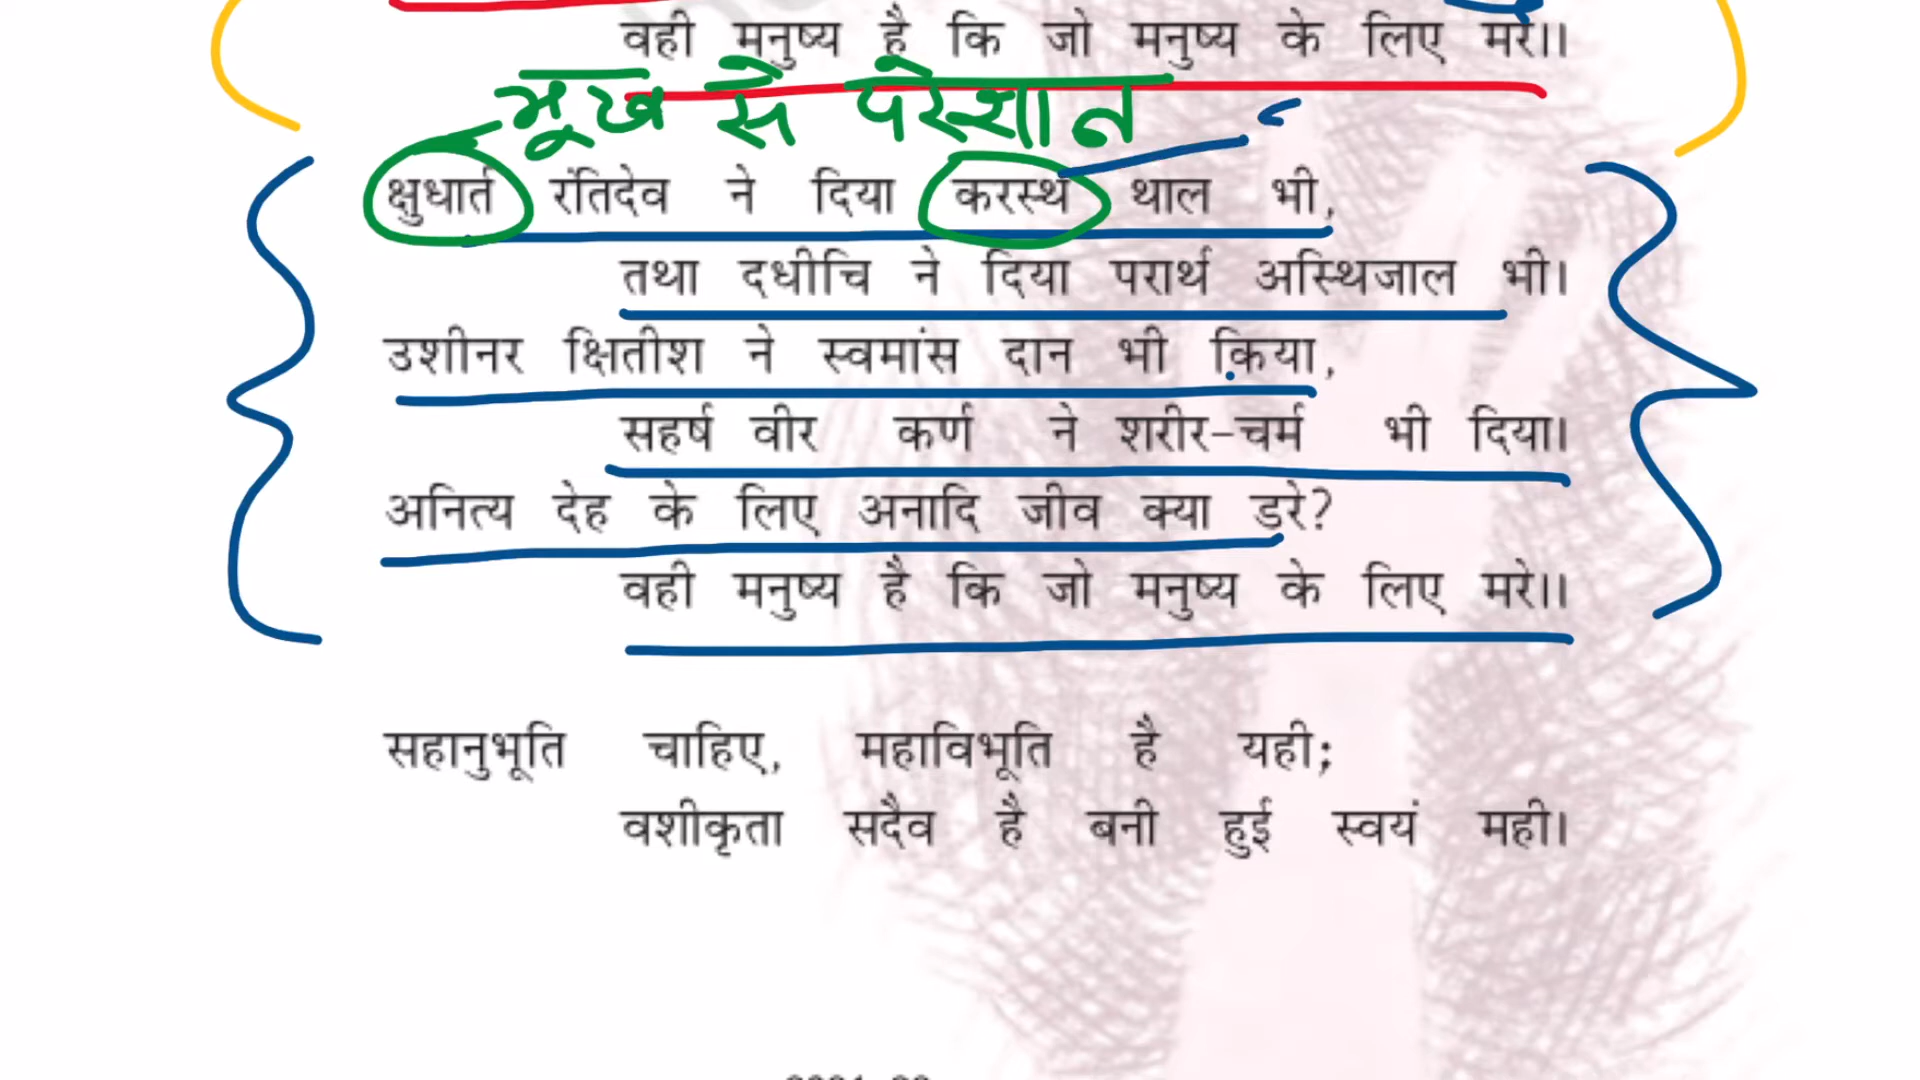 वही मनुष्य है कि जो मनुष्य के लिए मरे।।
भूख से परेशान
क्षुधार्त रंतिदेव ने दिया करस्थ थाल भी,
तथा दधीचि ने दिया परार्थ अस्थिजाल भी।
उशीनर क्षितीश ने स्वमांस दान भी किया,
सहर्ष वीर कर्ण ने शरीर-चर्म भी दिया।
अनित्य देह के लिए अनादि जीव क्या डरे?
वही मनुष्य है कि जो मनुष्य के लिए मरे।।
सहानुभूति चाहिए, महाविभूति है यही;
वशीकृता सदैव है बनी हुई स्वयं मही।